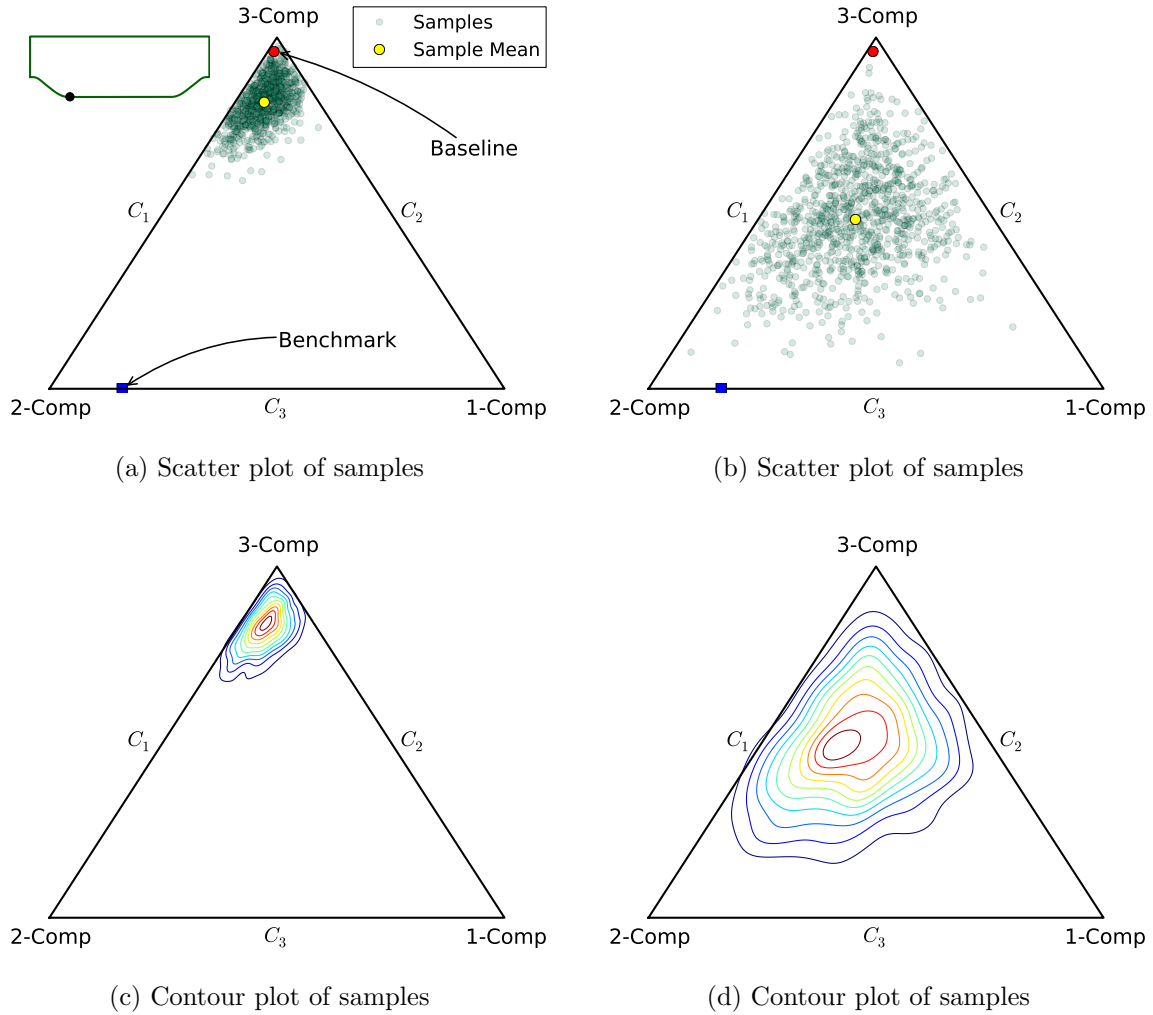 3-Comp
Samples
Sample Mean
Baseline
C1
C2
Benchmark
2-Comp
C3
1-Comp
(a) Scatter plot of samples
3-Comp
C1
C2
2-Comp
C3
1-Comp
(b) Scatter plot of samples
3-Comp
C1
C2
2-Comp
C3
1-Comp
(c) Contour plot of samples
3-Comp
C1
C2
2-Comp
C3
1-Comp
(d) Contour plot of samples